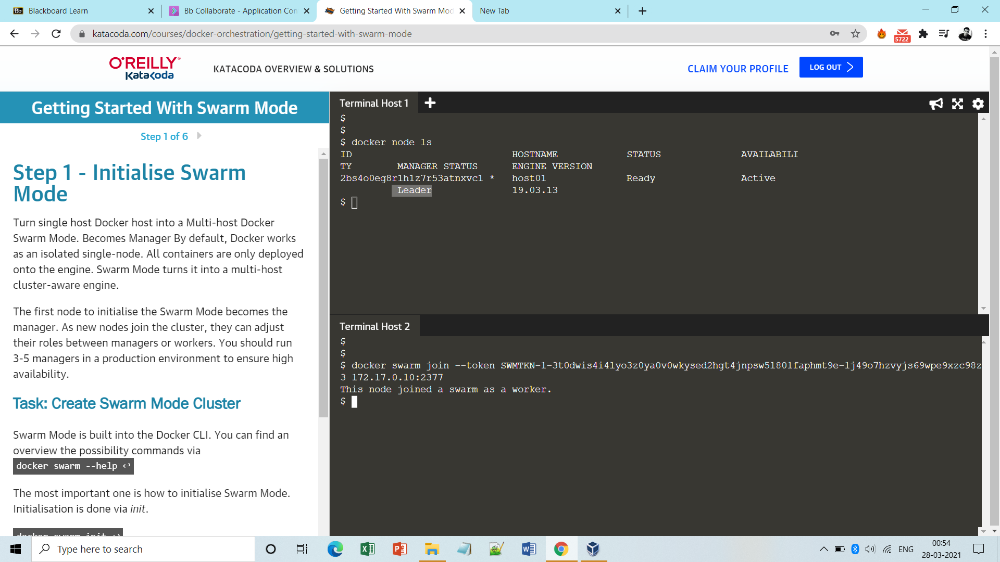 Blackboard Learn
Bb Collaborate - Application Con
Getting Started With Swarm Mod
New Tab
katacoda.com/courses/docker-orchestration/getting-started-with-swarm-mode
5722
O'REILLY®
Katacoda
KATACODA OVERVIEW & SOLUTIONS
CLAIM YOUR PROFILE
LOG OUT
Getting Started With Swarm Mode
Step 1 of 6
Step 1 - Initialise Swarm
Mode
Turn single host Docker host into a Multi-host Docker
Swarm Mode. Becomes Manager By default, Docker works
as an isolated single-node. All containers are only deployed
onto the engine. Swarm Mode turns it into a multi-host
cluster-aware engine.
The first node to initialise the Swarm Mode becomes the
manager. As new nodes join the cluster, they can adjust
their roles between managers or workers. You should run
3-5 managers in a production environment to ensure high
availability.
Task: Create Swarm Mode Cluster
Swarm Mode is built into the Docker CLI. You can find an
overview the possibility commands via
docker swarm --help ↩
The most important one is how to initialise Swarm Mode.
Initialisation is done via init.
docker swarm init ↩
Terminal Host 1
$
$
$ docker node ls
ID HOSTNAME STATUS AVAILABILI
TY MANAGER STATUS ENGINE VERSION
2bs4o0eg8r1h1z7r53atnxvc1 * host01 Ready Active
Leader 19.03.13
$
Terminal Host 2
$
$
$ docker swarm join --token SWMTKN-1-3t0dwis4i4lyo3z0ya0v0wkysed2hgt4jnpsw5l801faphmt9e-1j49o7hzvyjs69wpe9xzc98z
3 172.17.0.10:2377
This node joined a swarm as a worker.
$
Type here to search
ENG
00:54
28-03-2021